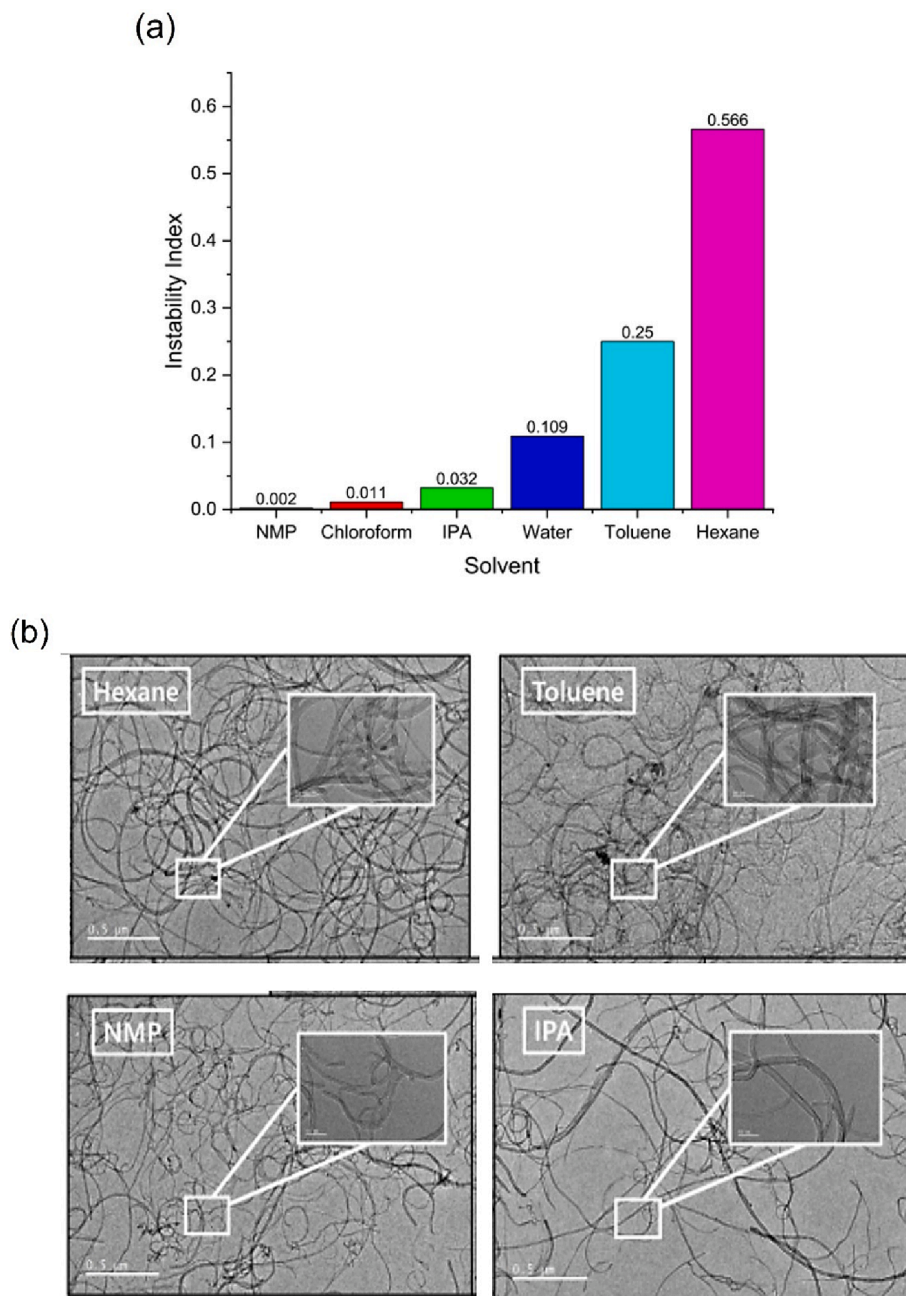 (a)
0.6
0.5
0.4
0.3
0.2
0.1
0.0
Instability Index
0.002
0.011
0.032
0.109
0.25
0.566
NMP
Chloroform
IPA
Water
Toluene
Hexane
Solvent
(b)
Hexane
0.5 µm
Toluene
0.5 µm
NMP
0.5 µm
IPA
0.5 µm